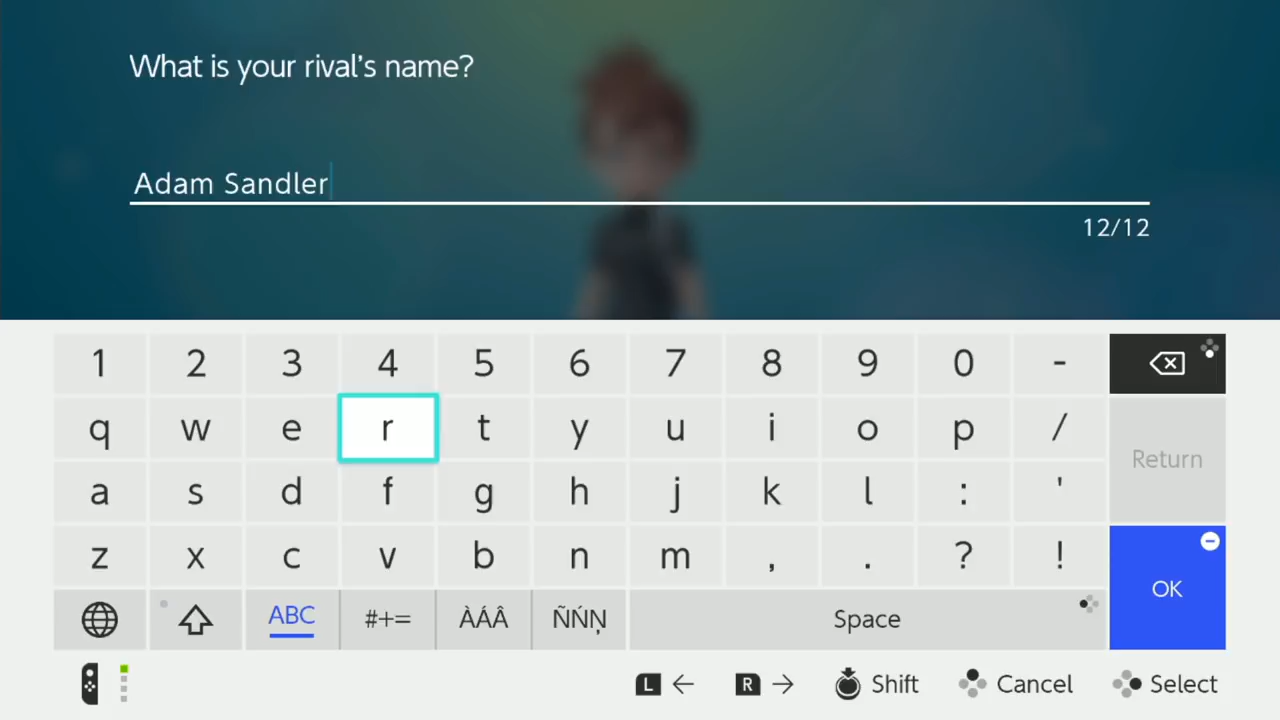 What is your rival's name?
Adam Sandler
12/12
1 2 3 4 5 6 7 8 9 0 -
q w e r t y u i o p /
Return
a s d f g h j k l : '
z x c v b n m , . ? !
OK
ABC #+= ÀÁÂ ÑŃŅ Space
L ← R → Shift Cancel Select